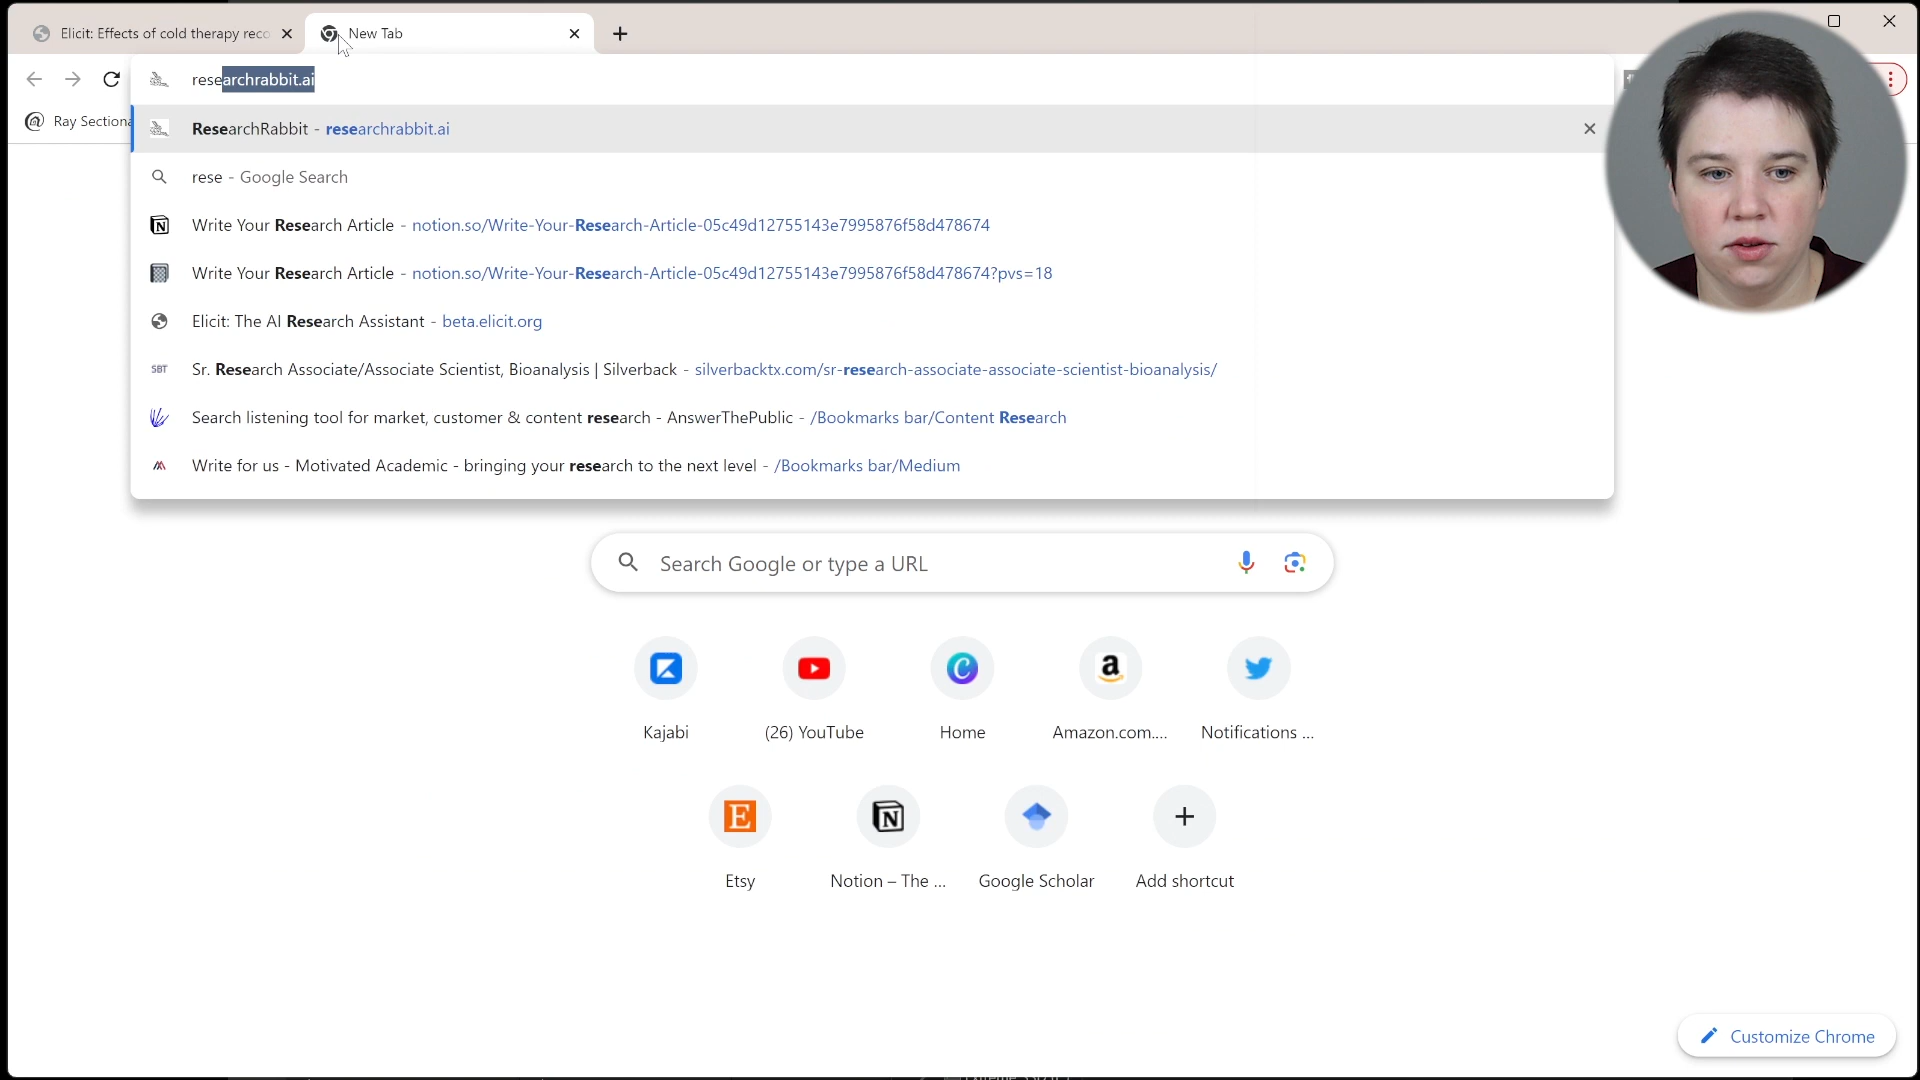 Elicit: Effects of cold therapy reco
New Tab
researchrabbit.ai
Ray Sectiona
ResearchRabbit - researchrabbit.ai
rese - Google Search
Write Your Research Article - notion.so/Write-Your-Research-Article-05c49d12755143e7995876f58d478674
Write Your Research Article - notion.so/Write-Your-Research-Article-05c49d12755143e7995876f58d478674?pvs=18
Elicit: The AI Research Assistant - beta.elicit.org
SBT Sr. Research Associate/Associate Scientist, Bioanalysis | Silverback - silverbacktx.com/sr-research-associate-associate-scientist-bioanalysis/
Search listening tool for market, customer & content research - AnswerThePublic - /Bookmarks bar/Content Research
Write for us - Motivated Academic - bringing your research to the next level - /Bookmarks bar/Medium
Search Google or type a URL
Kajabi
(26) YouTube
Home
Amazon.com....
Notifications ...
Etsy
Notion – The ...
Google Scholar
Add shortcut
Customize Chrome